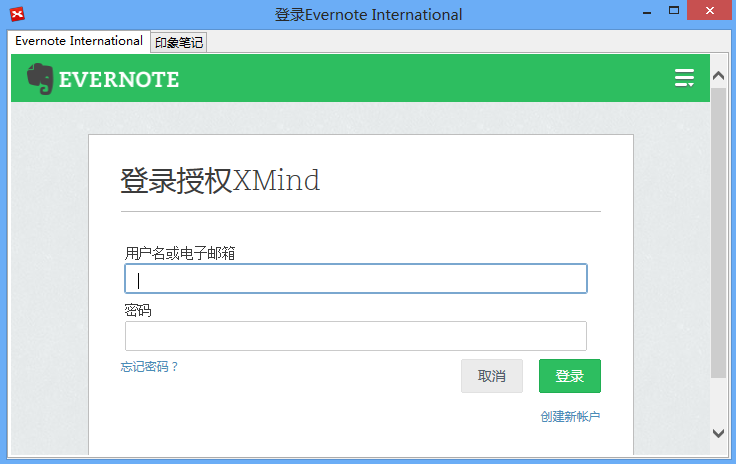 登录Evernote International
Evernote International 印象笔记
EVERNOTE
登录授权XMind
用户名或电子邮箱
密码
忘记密码？
取消 登录
创建新帐户